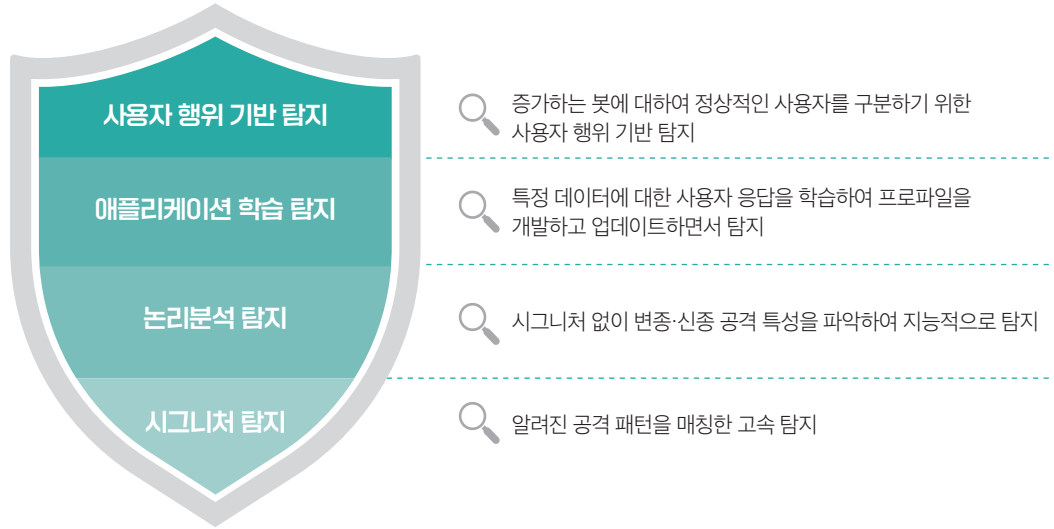 사용자 행위 기반 탐지
증가하는 봇에 대하여 정상적인 사용자를 구분하기 위한
사용자 행위 기반 탐지
애플리케이션 학습 탐지
특정 데이터에 대한 사용자 응답을 학습하여 프로파일을
개발하고 업데이트하면서 탐지
논리분석 탐지
시그니처 없이 변종·신종 공격 특성을 파악하여 지능적으로 탐지
시그니처 탐지
알려진 공격 패턴을 매칭한 고속 탐지